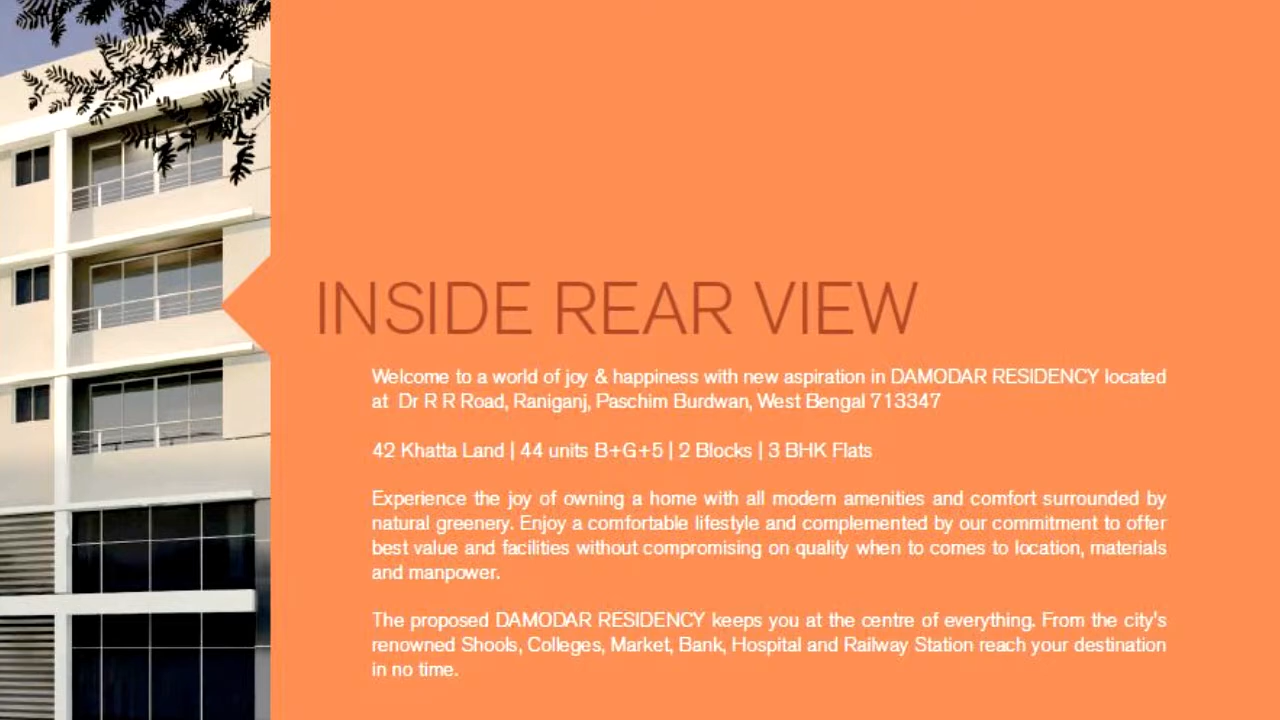 INSIDE REAR VIEW
Welcome to a world of joy & happiness with new aspiration in DAMODAR RESIDENCY located
at Dr R R Road, Raniganj, Paschim Burdwan, West Bengal 713347
42 Khatta Land | 44 units B+G+5 | 2 Blocks | 3 BHK Flats
Experience the joy of owning a home with all modern amenities and comfort surrounded by
natural greenery. Enjoy a comfortable lifestyle and complemented by our commitment to offer
best value and facilities without compromising on quality when to comes to location, materials
and manpower.
The proposed DAMODAR RESIDENCY keeps you at the centre of everything. From the city's
renowned Shools, Colleges, Market, Bank, Hospital and Railway Station reach your destination
in no time.